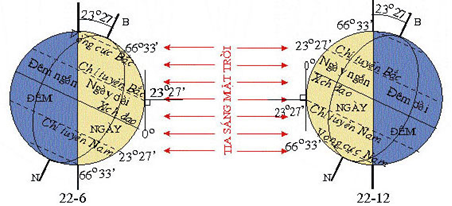 23°27'
B
66°33'
Vòng cực Bắc
Chí tuyến Bắc
Đêm ngắn
Ngày dài
Xích đạo
ĐÊM
23°27'
0°
NGÀY
Chí tuyến Nam
23°27'
66°33'
N
22-6
TIA SÁNG MẶT TRỜI
23°27'
B
66°33'
23°27'
Chí tuyến Bắc
Ngày ngắn
Xích đạo
Đêm dài
0°
NGÀY
ĐÊM
Chí tuyến Nam
23°27'
Vòng cực Nam
66°33'
N
22-12